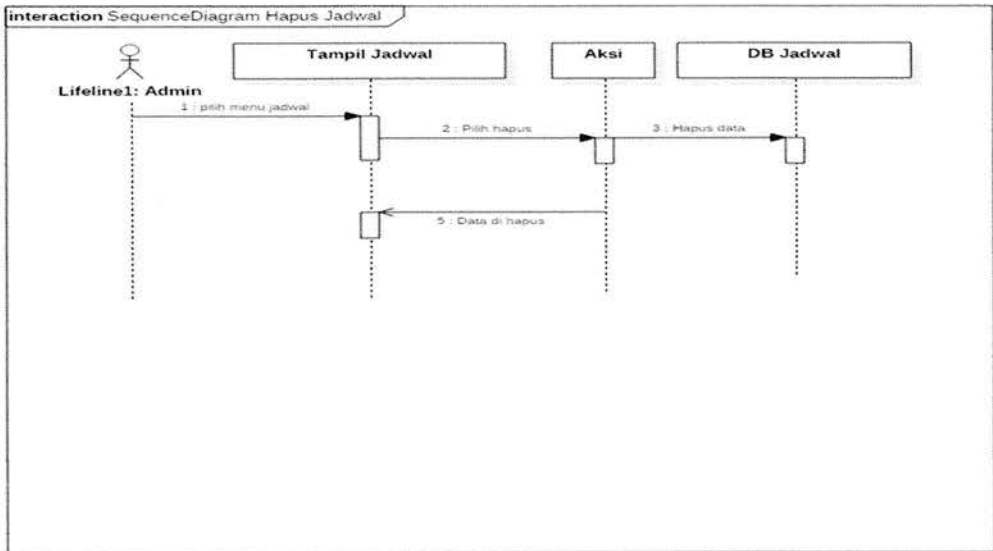 interaction SequenceDiagram Hapus Jadwal
Tampil Jadwal
Aksi
DB Jadwal
Lifeline1: Admin
1 : pilih menu jadwal
2 : Pilih hapus
3 : Hapus data
5 : Data di hapus